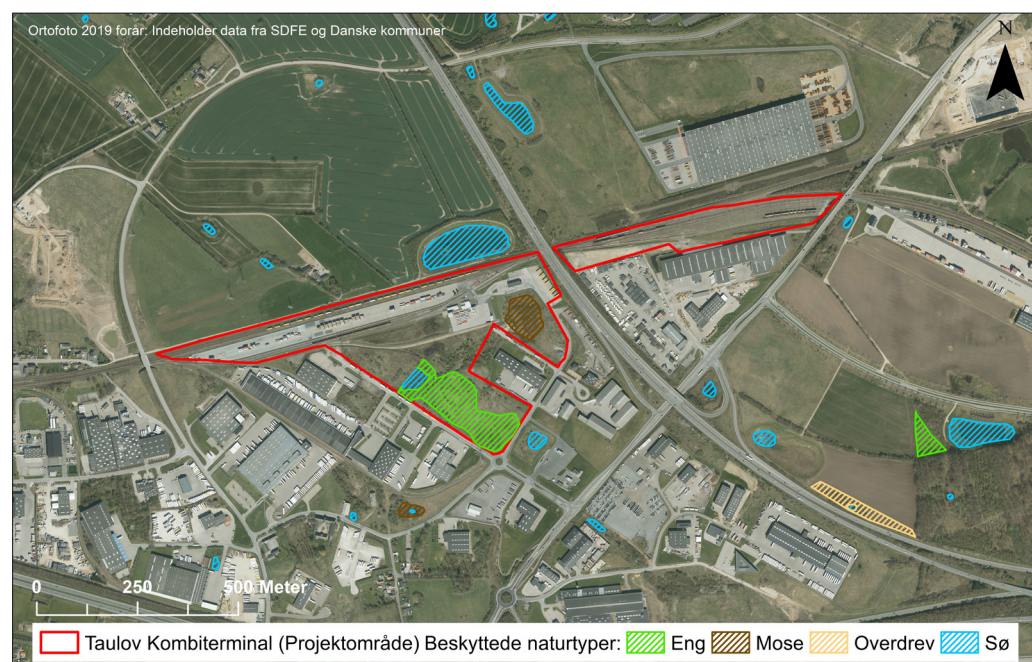 Ortofoto 2019 forår: Indeholder data fra SDFE og Danske kommuner
N
0 250 500 Meter
Taulov Kombiterminal (Projektområde) Beskyttede naturtyper: Eng Mose Overdrev Sø